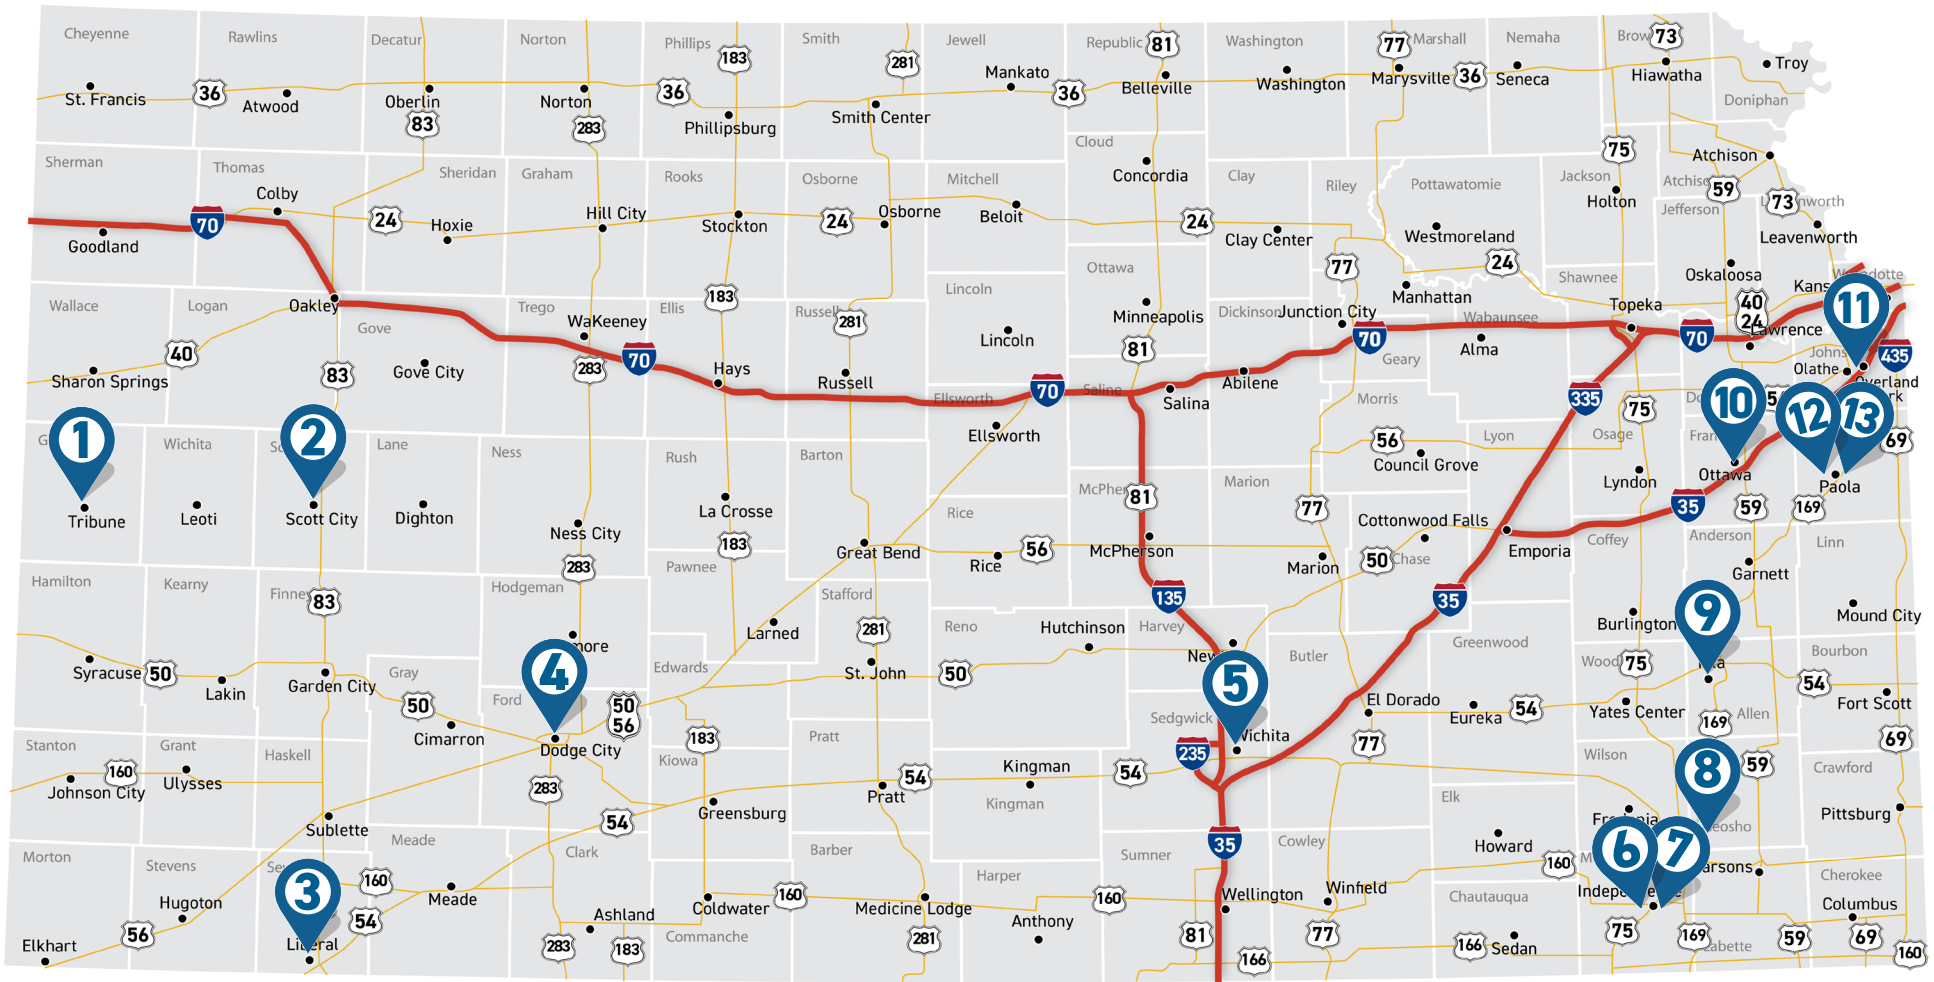 Cheyenne
Rawlins
Decatur
Norton
Phillips
183
Smith
281
Jewell
Republic
81
Washington
77
Marshall
Nemaha
73
St. Francis
36
Atwood
Oberlin
83
Norton
283
36
Phillipsburg
Smith Center
Mankato
36
Belleville
Washington
Marysville
36
Seneca
Hiawatha
Troy
Doniphan
Sherman
Thomas
Colby
Sheridan
Graham
Rooks
Osborne
Mitchell
Cloud
Concordia
Clay
Riley
Pottawatomie
Jackson
75
Holton
Atchison
59
73
Jefferson
Leavenworth
Goodland
70
24
Hoxie
Hill City
Stockton
24
Osborne
Beloit
24
Clay Center
77
Westmoreland
24
Ottawa
Shawnee
Oskaloosa
Wallace
Logan
Oakley
Gove
Trego
WaKeeney
Ellis
183
Russell
281
Lincoln
Lincoln
Minneapolis
81
Dickinson
Junction City
Manhattan
70
Geary
Wabaunsee
Alma
Topeka
70
40
24
Lawrence
11
435
Olathe
Overland
40
Sharon Springs
83
Gove City
283
70
Hays
Russell
Ellsworth
70
Saline
Salina
Abilene
Morris
335
75
10
12
13
69
1
Wichita
2
Lane
Ness
Rush
Barton
Ellsworth
Marion
56
Council Grove
Lyon
Osage
Lyndon
Ottawa
Paola
Tribune
Leoti
Scott City
Dighton
Ness City
La Crosse
183
Great Bend
Rice
Rice
56
81
McPherson
77
Marion
Cottonwood Falls
50
Chase
Emporia
35
59
169
Coffey
Anderson
Linn
Garnett
Hamilton
Kearny
Finney
83
Hodgeman
283
Pawnee
Larned
Stafford
281
St. John
Reno
Hutchinson
135
Harvey
35
Greenwood
Burlington
9
Mound City
Syracuse
50
Lakin
Garden City
Gray
50
Cimarron
Ford
4
Dodge City
Edwards
50
56
50
5
Butler
El Dorado
Eureka
54
75
Yates Center
169
Allen
Bourbon
54
Fort Scott
Stanton
Grant
Haskell
160
Johnson City
Ulysses
Sublette
283
183
Kiowa
Greensburg
Pratt
Pratt
54
Kingman
Kingman
54
Sedgwick
235
Wichita
77
Wilson
8
59
69
Crawford
Pittsburg
Morton
Stevens
3
160
54
Meade
Meade
54
Clark
Barber
Harper
Sumner
35
Cowley
Elk
Howard
160
6
7
Cherokee
Elkhart
56
Hugoton
Liberal
283
Ashland
183
Coldwater
Commanche
160
Medicine Lodge
281
Anthony
160
Wellington
81
166
Winfield
77
Chautauqua
166
Sedan
75
169
59
Columbus
69
160